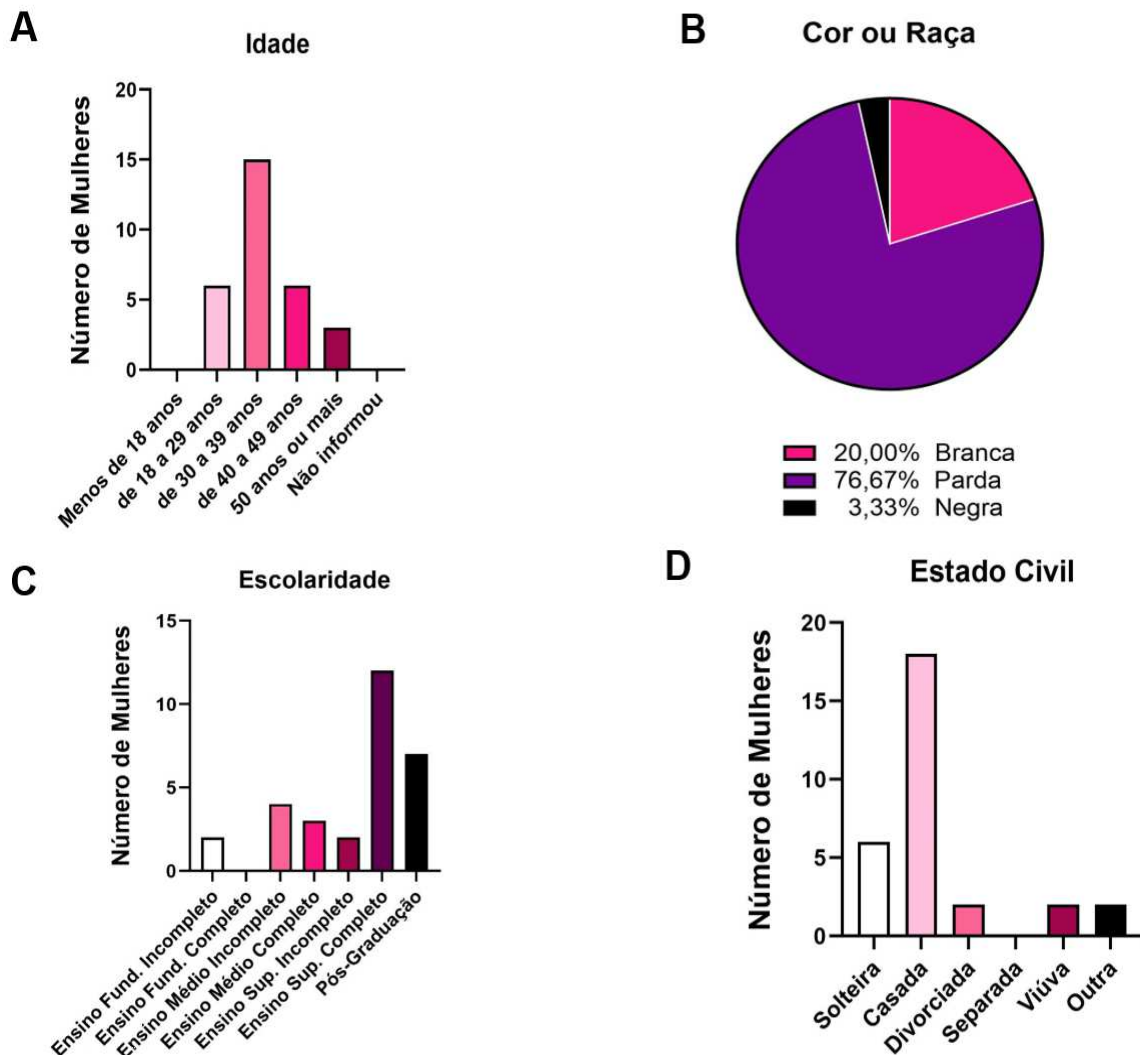 A
Idade
Número de Mulheres
20
15
10
5
0
Menos de 18 anos
de 18 a 29 anos
de 30 a 39 anos
de 40 a 49 anos
50 anos ou mais
Não informou
B
Cor ou Raça
20,00% Branca
76,67% Parda
3,33% Negra
C
Escolaridade
Número de Mulheres
15
10
5
0
Ensino Fund. Incompleto
Ensino Fund. Completo
Ensino Médio Incompleto
Ensino Médio Completo
Ensino Sup. Incompleto
Ensino Sup. Completo
Pós-Graduação
D
Estado Civil
Número de Mulheres
20
15
10
5
0
Solteira
Casada
Divorciada
Separada
Viúva
Outra